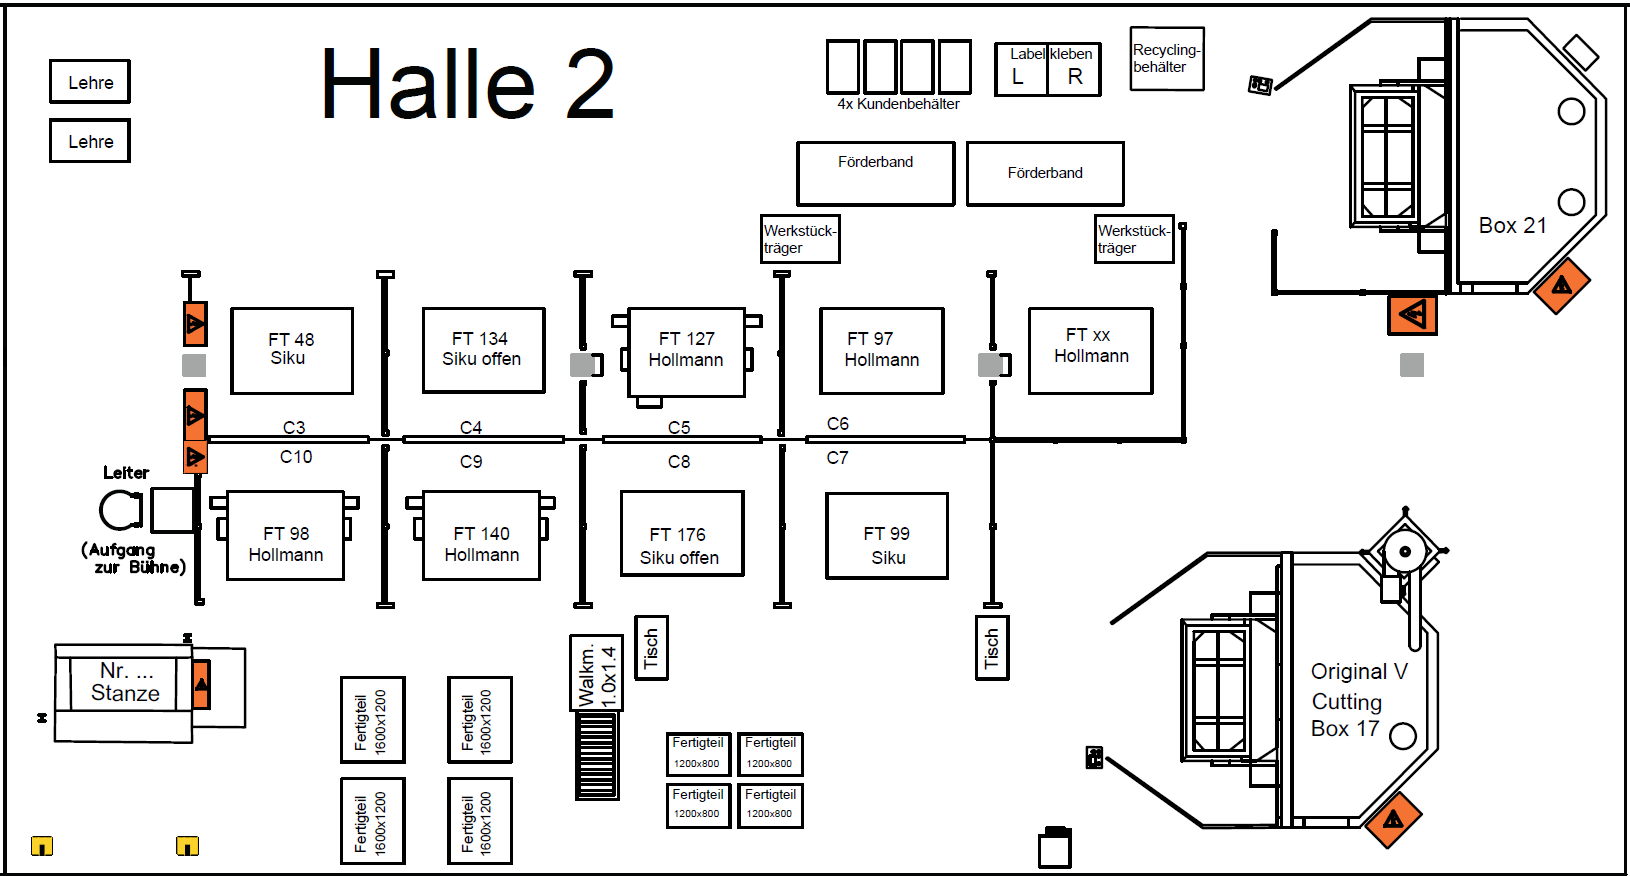 Halle 2
Lehre
Lehre
4x Kundenbehälter
Label kleben
L R
Recycling-
behälter
Förderband
Förderband
Werkstück-
träger
Werkstück-
träger
Box 21
FT 48
Siku
FT 134
Siku offen
FT 127
Hollmann
FT 97
Hollmann
FT xx
Hollmann
C3
C4
C5
C6
C10
C9
C8
C7
Leiter
(Aufgang
zur Bühne)
FT 98
Hollmann
FT 140
Hollmann
FT 176
Siku offen
FT 99
Siku
Nr. ...
Stanze
Walkm.
1.0x1.4
Tisch
Tisch
Original V
Cutting
Box 17
Fertigteil
1600x1200
Fertigteil
1600x1200
Fertigteil
1600x1200
Fertigteil
1600x1200
Fertigteil
1200x800
Fertigteil
1200x800
Fertigteil
1200x800
Fertigteil
1200x800